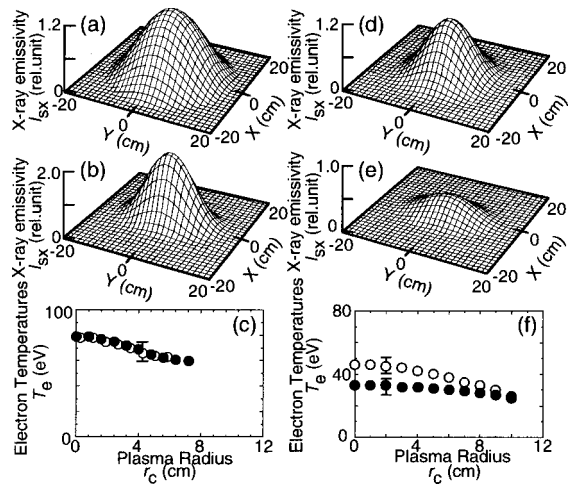 (a)
X-ray emissivity
I_sx (rel.unit)
1.2
0
-20
0
Y (cm)
20
-20
0
X (cm)
20
(d)
X-ray emissivity
I_sx (rel.unit)
1.2
0
-20
0
Y (cm)
20
-20
0
X (cm)
20
(b)
X-ray emissivity
I_sx (rel.unit)
2.0
0
-20
0
Y (cm)
20
-20
0
X (cm)
20
(e)
X-ray emissivity
I_sx (rel.unit)
1.0
0
-20
0
Y (cm)
20
-20
0
X (cm)
20
(c)
Electron Temperatures
T_e (eV)
100
60
0
0 4 8 12
Plasma Radius
r_c (cm)
(f)
Electron Temperatures
T_e (eV)
80
40
0
0 4 8 12
Plasma Radius
r_c (cm)